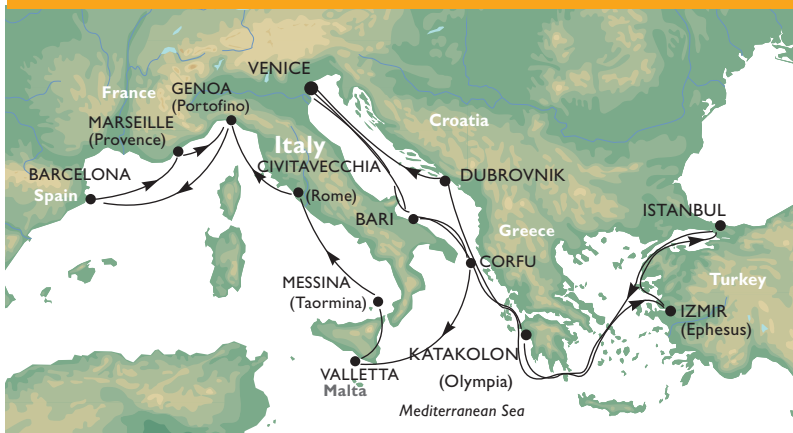 VENICE
GENOA
(Portofino)
France
MARSEILLE
(Provence)
Croatia
Italy
BARCELONA
CIVITAVECCHIA
DUBROVNIK
Spain
(Rome)
ISTANBUL
BARI
Greece
CORFU
Turkey
MESSINA
(Taormina)
IZMIR
(Ephesus)
KATAKOLON
VALLETTA
(Olympia)
Malta
Mediterranean Sea